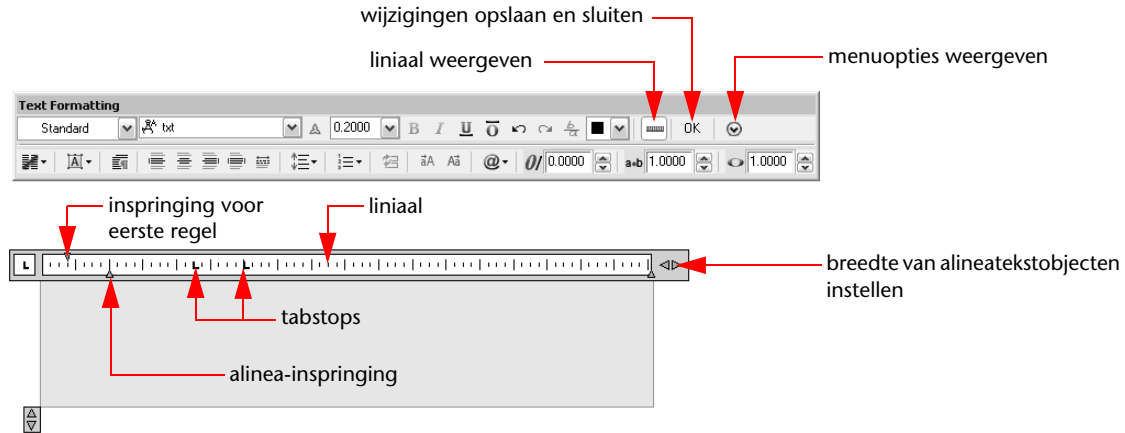 wijzigingen opslaan en sluiten
liniaal weergeven
menuopties weergeven
Text Formatting
Standard txt 0.2000 B I U O OK
@ 0/ 0.0000 a•b 1.0000 1.0000
inspringing voor
eerste regel
liniaal
L
L L
breedte van alineatekstobjecten
instellen
tabstops
alinea-inspringing